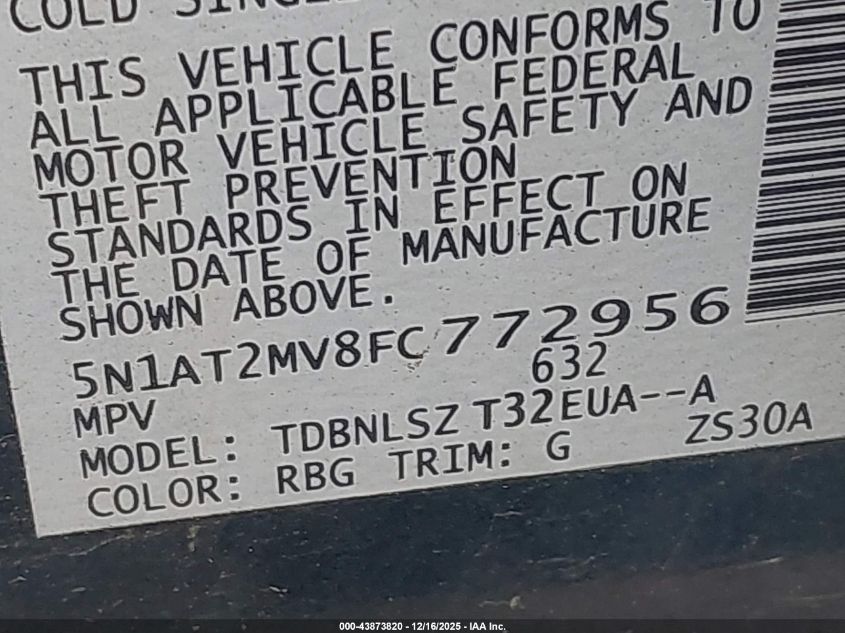 COLD
THIS VEHICLE CONFORMS TO
ALL APPLICABLE FEDERAL
MOTOR VEHICLE SAFETY AND
THEFT PREVENTION
STANDARDS IN EFFECT ON
THE DATE OF MANUFACTURE
SHOWN ABOVE.
5N1AT2MV8FC772956
MPV 632
MODEL: TDBNLSZ T32EUA--A
COLOR: RBG TRIM: G ZS30A
000-43873820 - 12/16/2025 - IAA Inc.